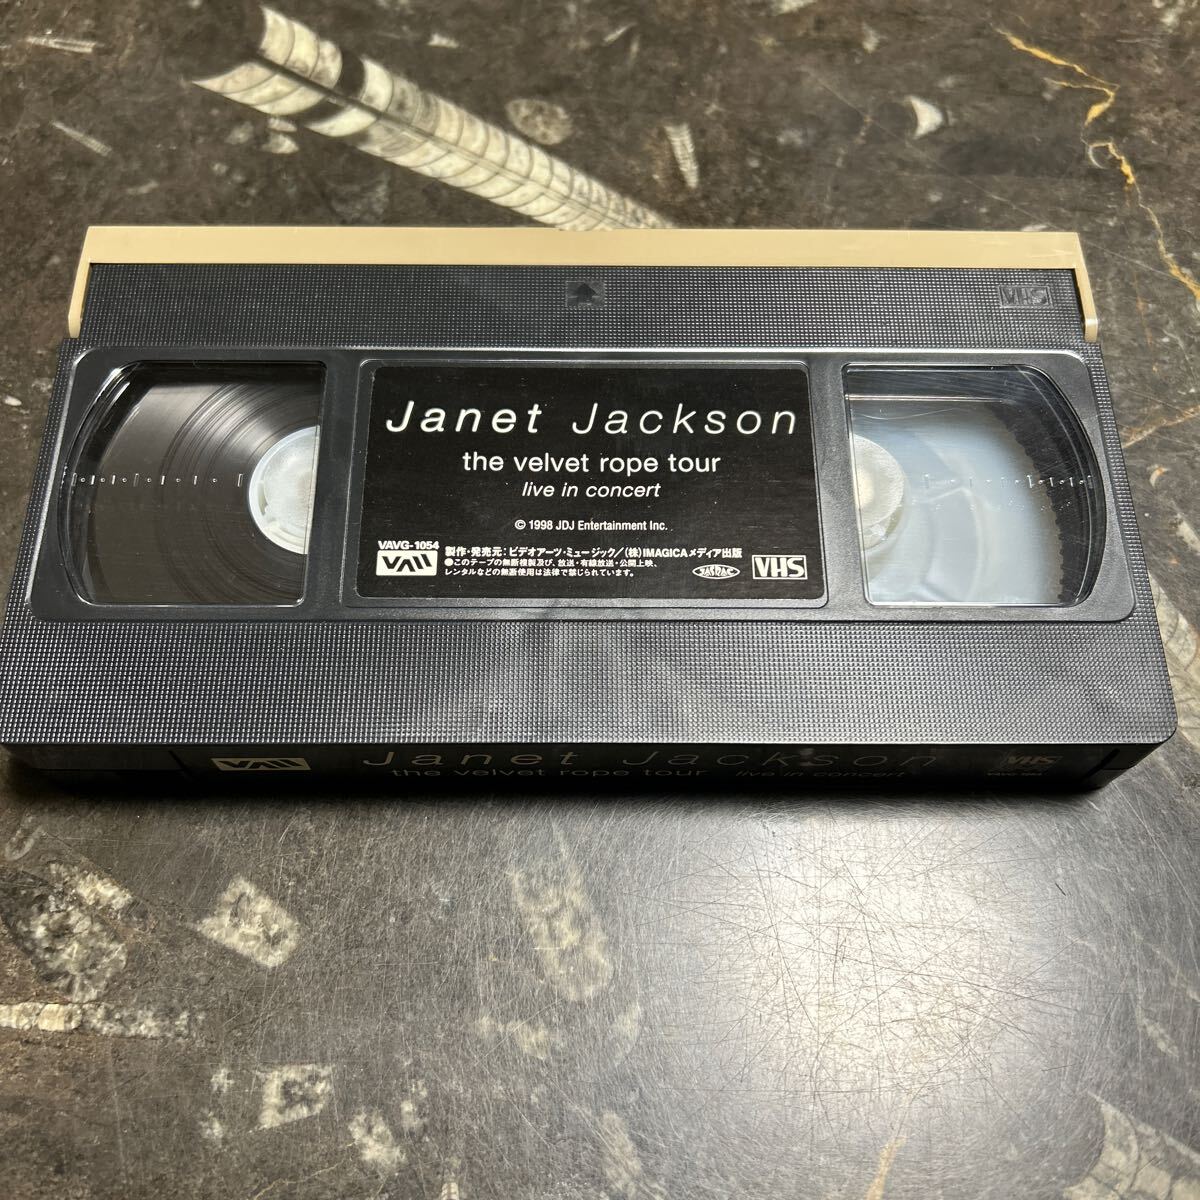 VHS
Janet Jackson
the velvet rope tour
live in concert
© 1998 JDJ Entertainment Inc.
VAVG-1054
VAM
製作・発売元：ビデオアーツ・ミュージック／（株）IMAGICAメディア出版
●このテープの無断複製及び、放送・有線放送・公開上映、
レンタルなどの無断使用は法律で禁じられています。
JASRAC
VHS
VAM
Janet Jackson
the velvet rope tour live in concert
VHS